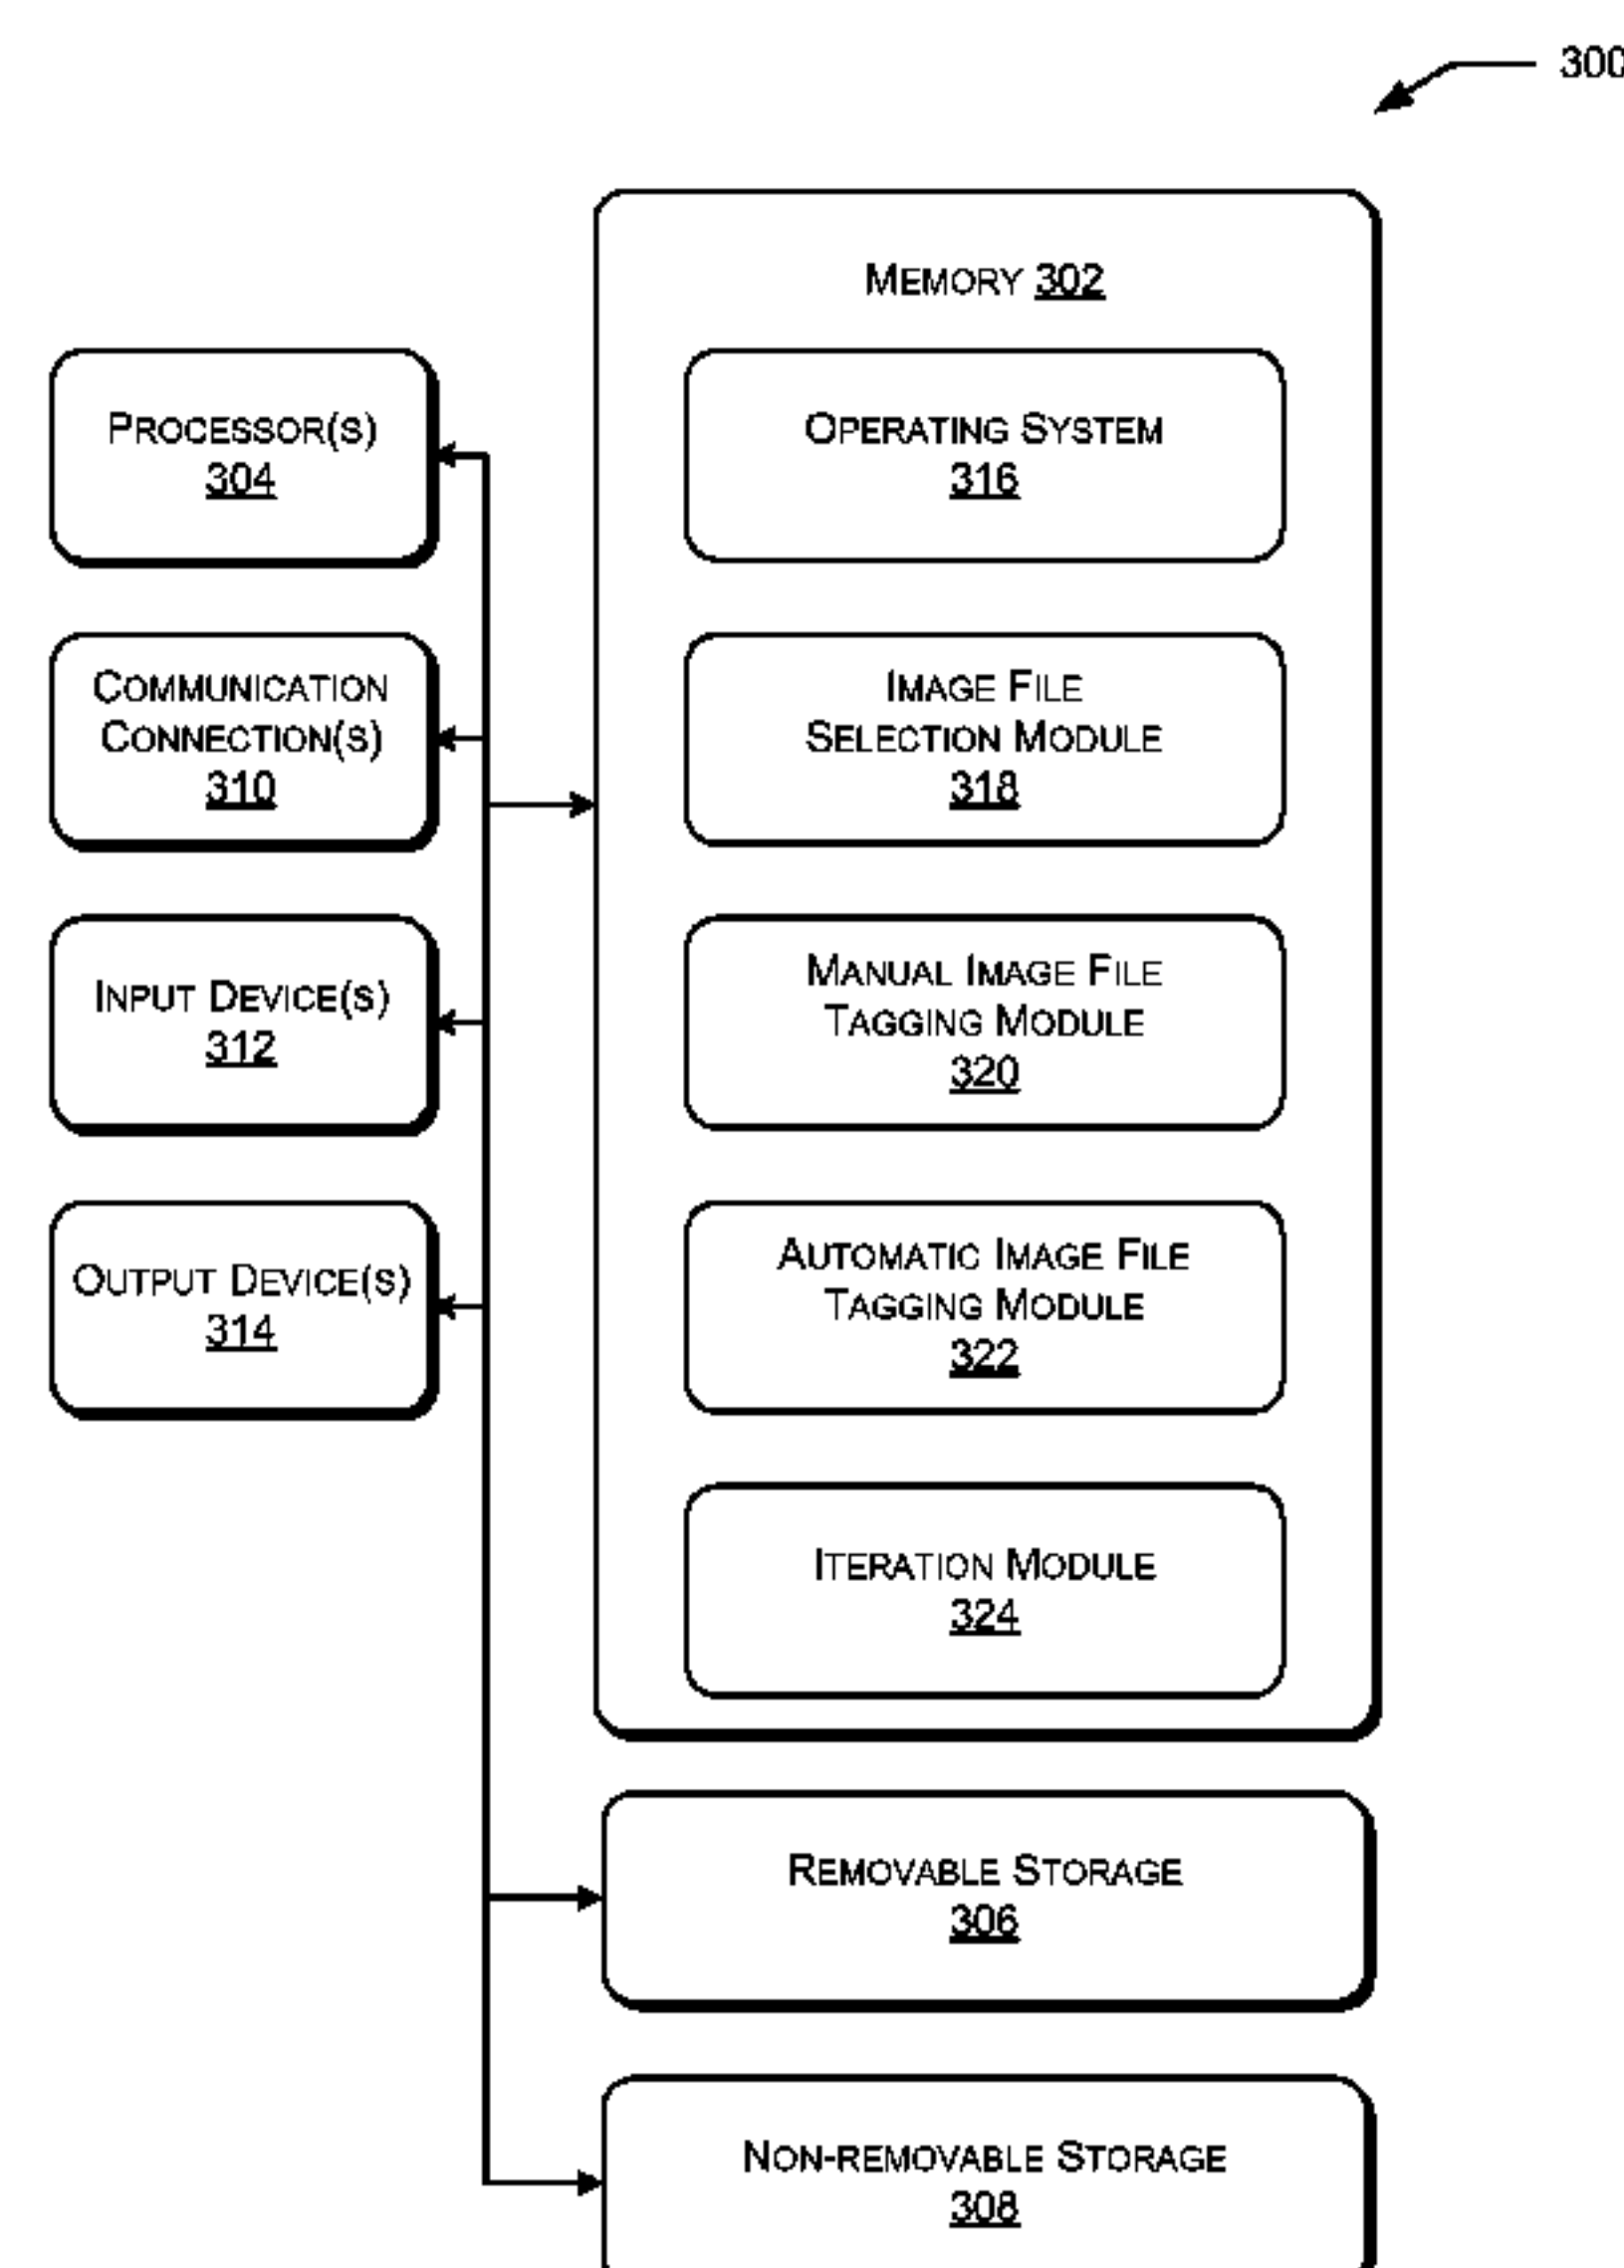 300
MEMORY 302
PROCESSOR(S)
304
COMMUNICATION
CONNECTION(S)
310
INPUT DEVICE(S)
312
OUTPUT DEVICE(S)
314
OPERATING SYSTEM
316
IMAGE FILE
SELECTION MODULE
318
MANUAL IMAGE FILE
TAGGING MODULE
320
AUTOMATIC IMAGE FILE
TAGGING MODULE
322
ITERATION MODULE
324
REMOVABLE STORAGE
306
NON-REMOVABLE STORAGE
308